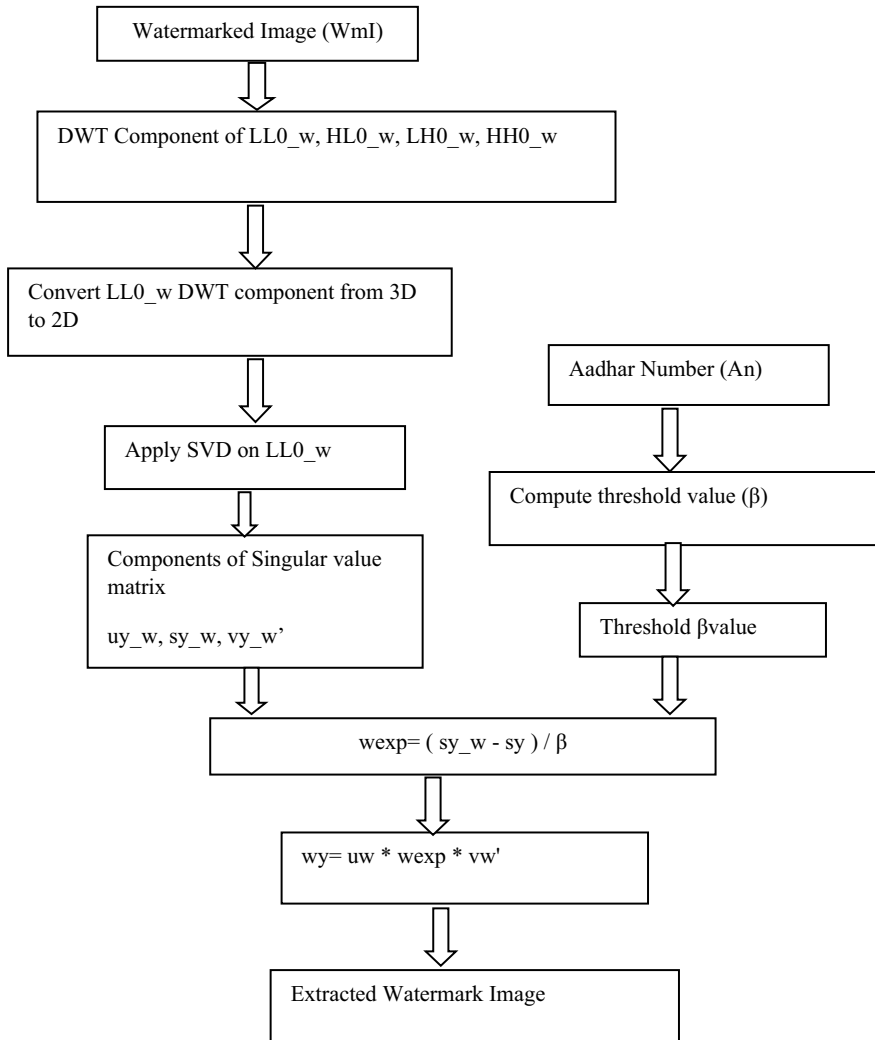 Watermarked Image (WmI)
DWT Component of LL0_w, HL0_w, LH0_w, HH0_w
Convert LL0_w DWT component from 3D
to 2D
Aadhar Number (An)
Apply SVD on LL0_w
Compute threshold value (β)
Components of Singular value
matrix
uy_w, sy_w, vy_w’
Threshold βvalue
wexp= ( sy_w - sy ) / β
wy= uw * wexp * vw'
Extracted Watermark Image